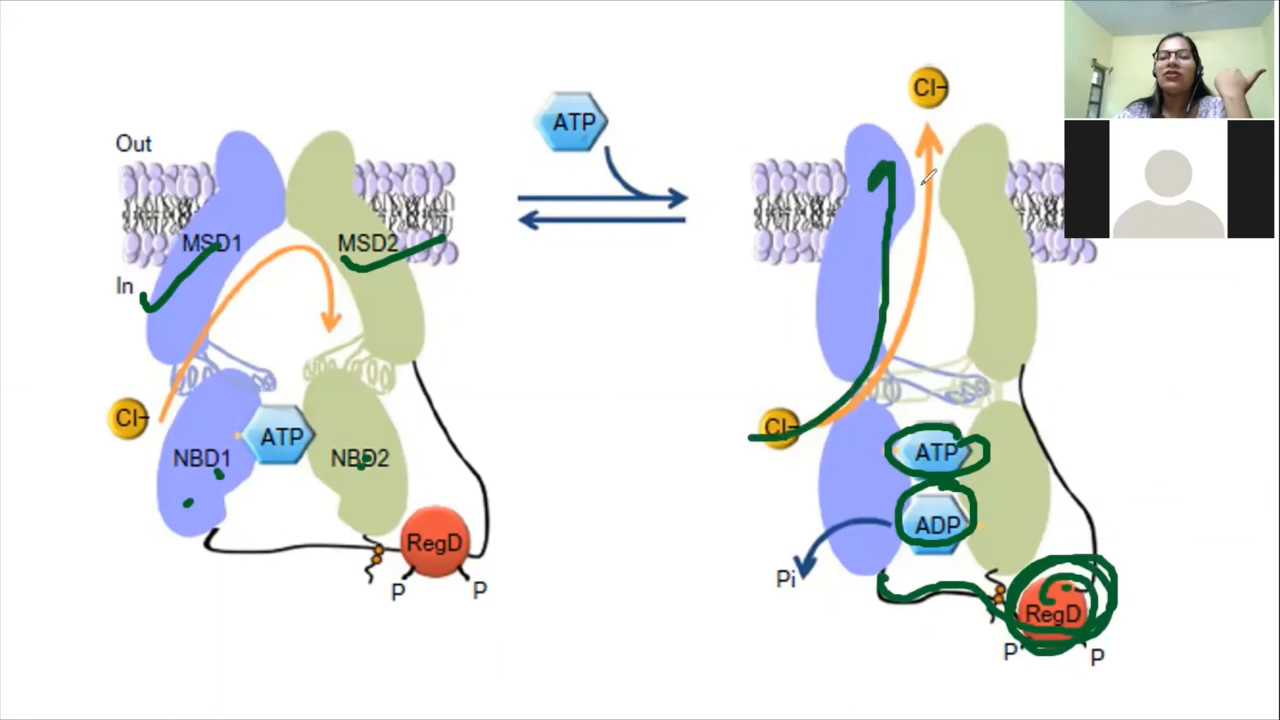 Out
MSD1
MSD2
In
Cl−
ATP
NBD1
NBD2
RegD
P
P
ATP
Cl−
Cl−
ATP
ADP
Pi
RegD
P
P